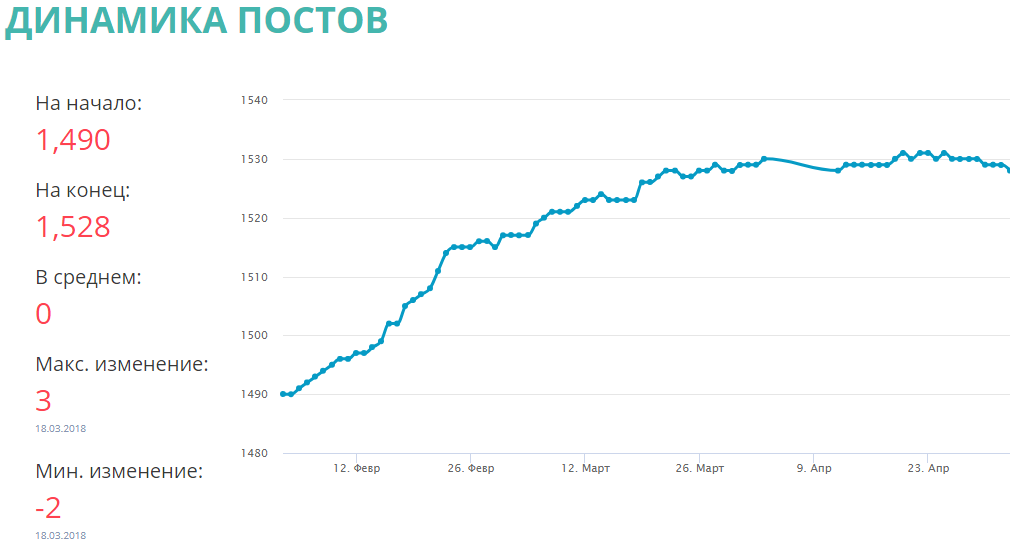 ДИНАМИКА ПОСТОВ
На начало:
1,490
На конец:
1,528
В среднем:
0
Макс. изменение:
3
18.03.2018
Мин. изменение:
-2
18.03.2018
1540
1530
1520
1510
1500
1490
1480
12. Февр
26. Февр
12. Март
26. Март
9. Апр
23. Апр